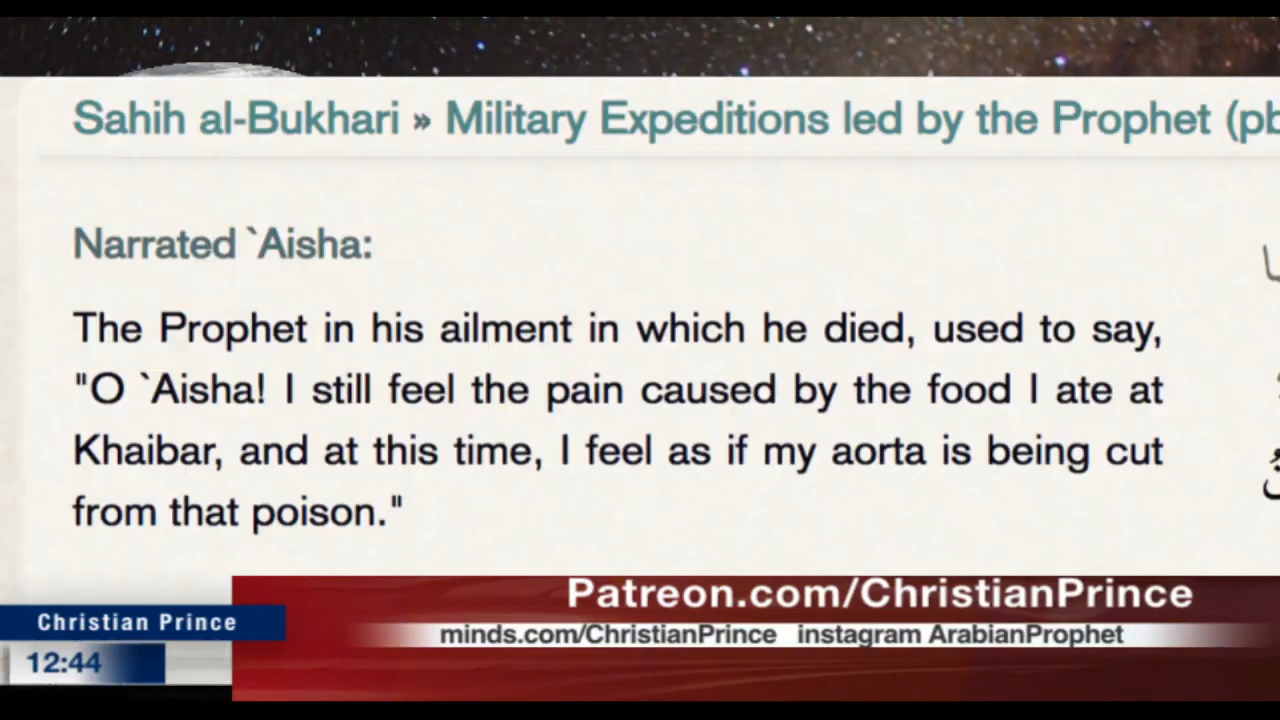 Sahih al-Bukhari » Military Expeditions led by the Prophet (pb
Narrated `Aisha:
The Prophet in his ailment in which he died, used to say,
"O `Aisha! I still feel the pain caused by the food I ate at
Khaibar, and at this time, I feel as if my aorta is being cut
from that poison."
Patreon.com/ChristianPrince
Christian Prince
minds.com/ChristianPrince instagram ArabianProphet
12:44